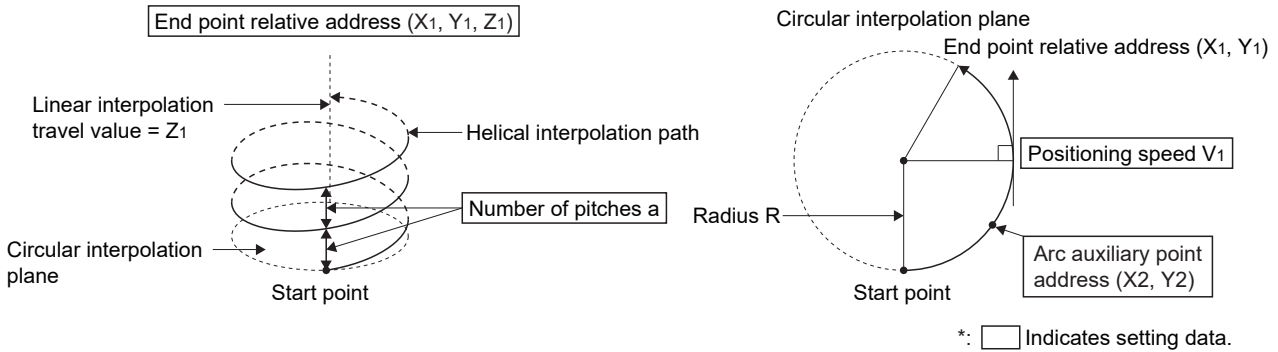 End point relative address (X1, Y1, Z1)
Linear interpolation
travel value = Z1
Helical interpolation path
Number of pitches a
Circular interpolation
plane
Start point
Circular interpolation plane
End point relative address (X1, Y1)
Positioning speed V1
Radius R
Arc auxiliary point
address (X2, Y2)
Start point
*: Indicates setting data.